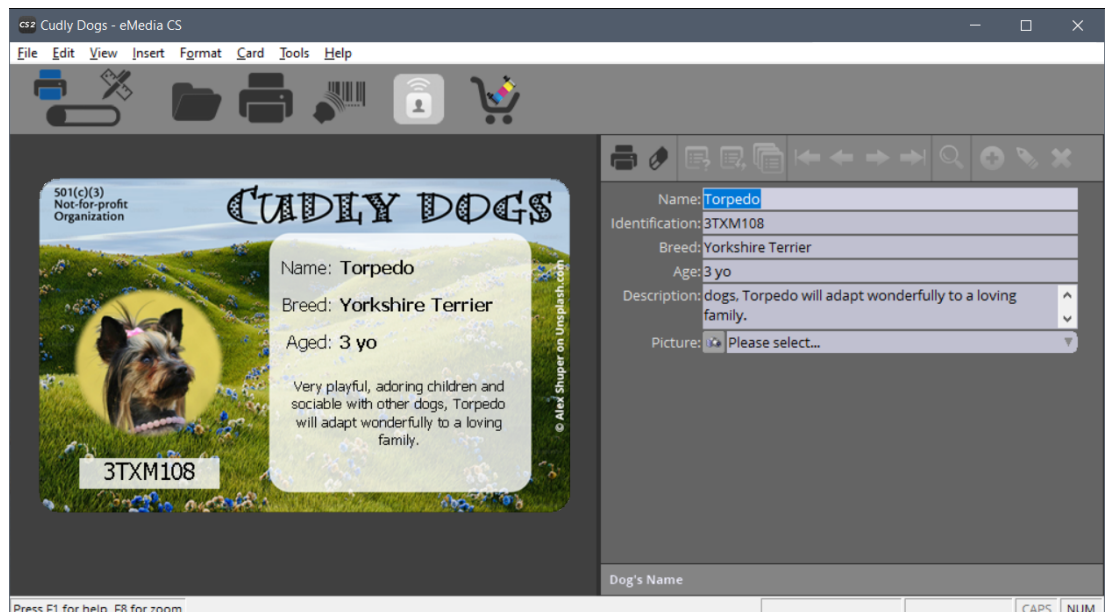 CS2 Cudly Dogs - eMedia CS
File Edit View Insert Format Card Tools Help
501(c)(3)
Not-for-profit
Organization
CUDLY DOGS
Name: Torpedo
Breed: Yorkshire Terrier
Aged: 3 yo
Very playful, adoring children and
sociable with other dogs, Torpedo
will adapt wonderfully to a loving
family.
3TXM108
© Alex Shuper on Unsplash.com
Name: Torpedo
Identification: 3TXM108
Breed: Yorkshire Terrier
Age: 3 yo
Description: dogs, Torpedo will adapt wonderfully to a loving
family.
Picture: Please select...
Dog's Name
Press F1 for help, F8 for zoom
CAPS NUM